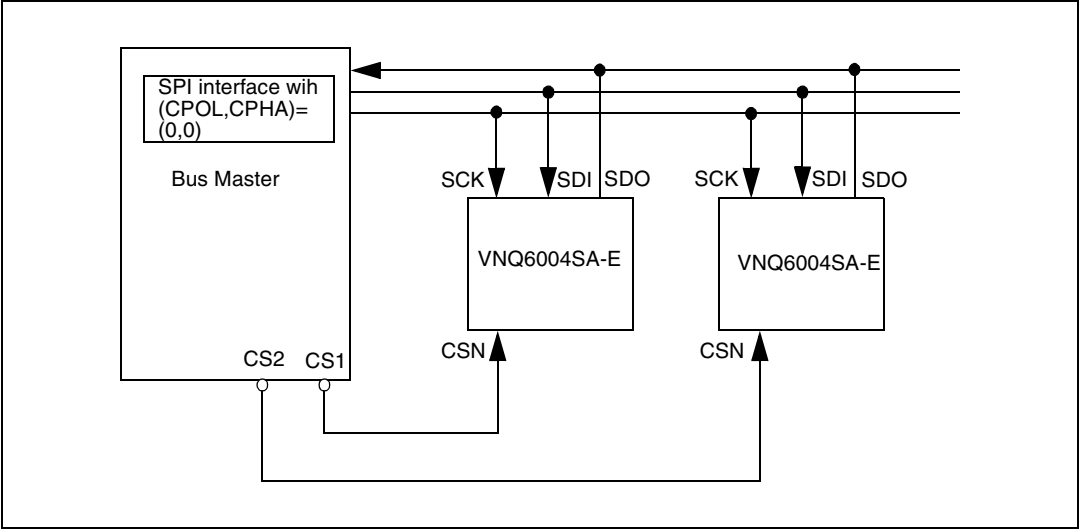 SPI interface wih
(CPOL,CPHA)=
(0,0)
Bus Master
SCK SDI SDO SCK SDI SDO
VNQ6004SA-E VNQ6004SA-E
CS2 CS1 CSN CSN